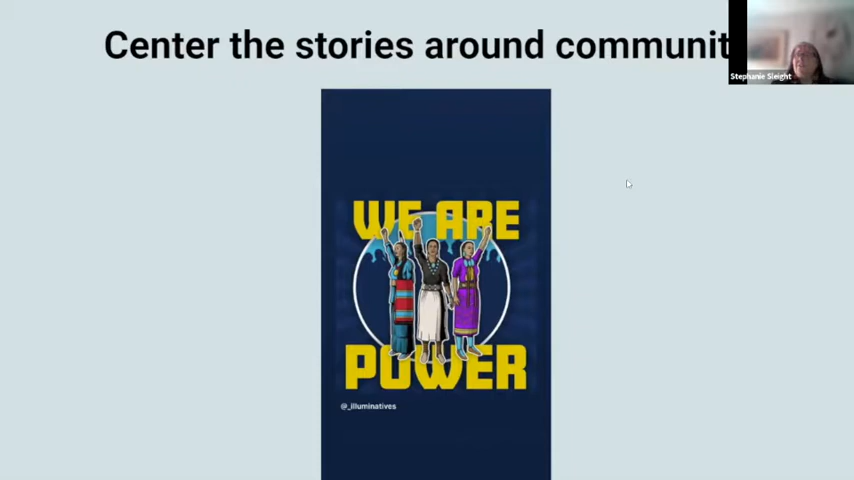 Center the stories around communit
Stephanie Sleight
WE ARE
POWER
@_illuminatives